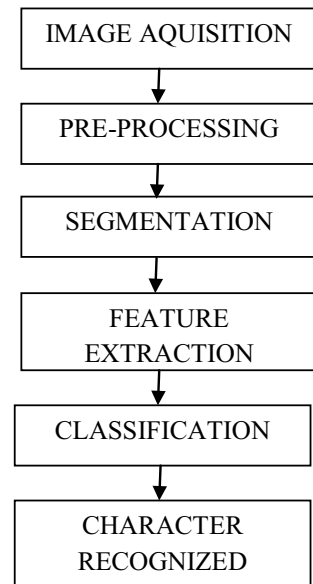 IMAGE AQUISITION
PRE-PROCESSING
SEGMENTATION
FEATURE
EXTRACTION
CLASSIFICATION
CHARACTER
RECOGNIZED